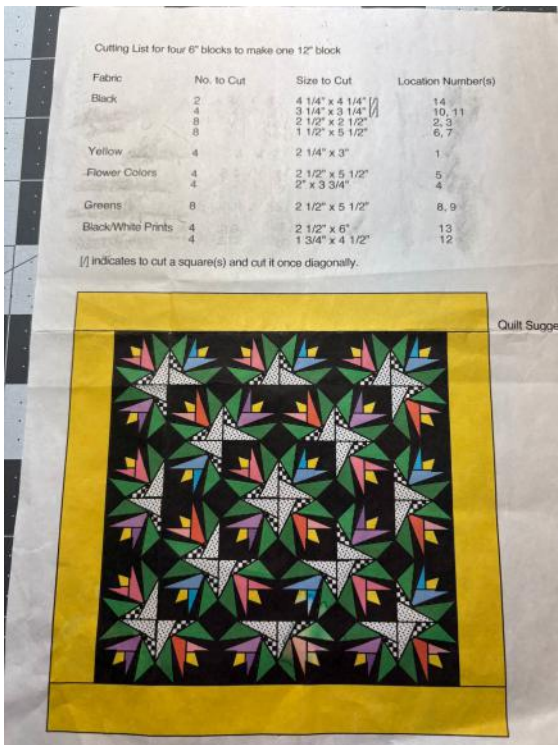 Cutting List for four 6" blocks to make one 12" block
Fabric No. to Cut Size to Cut Location Number(s)
Black 2 4 1/4" x 4 1/4" [/] 14
4 3 1/4" x 3 1/4" [/] 10, 11
8 2 1/2" x 2 1/2" 2, 3
8 1 1/2" x 5 1/2" 6, 7
Yellow 4 2 1/4" x 3" 1
Flower Colors 4 2 1/2" x 5 1/2" 5
4 2" x 3 3/4" 4
Greens 8 2 1/2" x 5 1/2" 8, 9
Black/White Prints 4 2 1/2" x 6" 13
4 1 3/4" x 4 1/2" 12
[/] indicates to cut a square(s) and cut it once diagonally.
Quilt Sugge